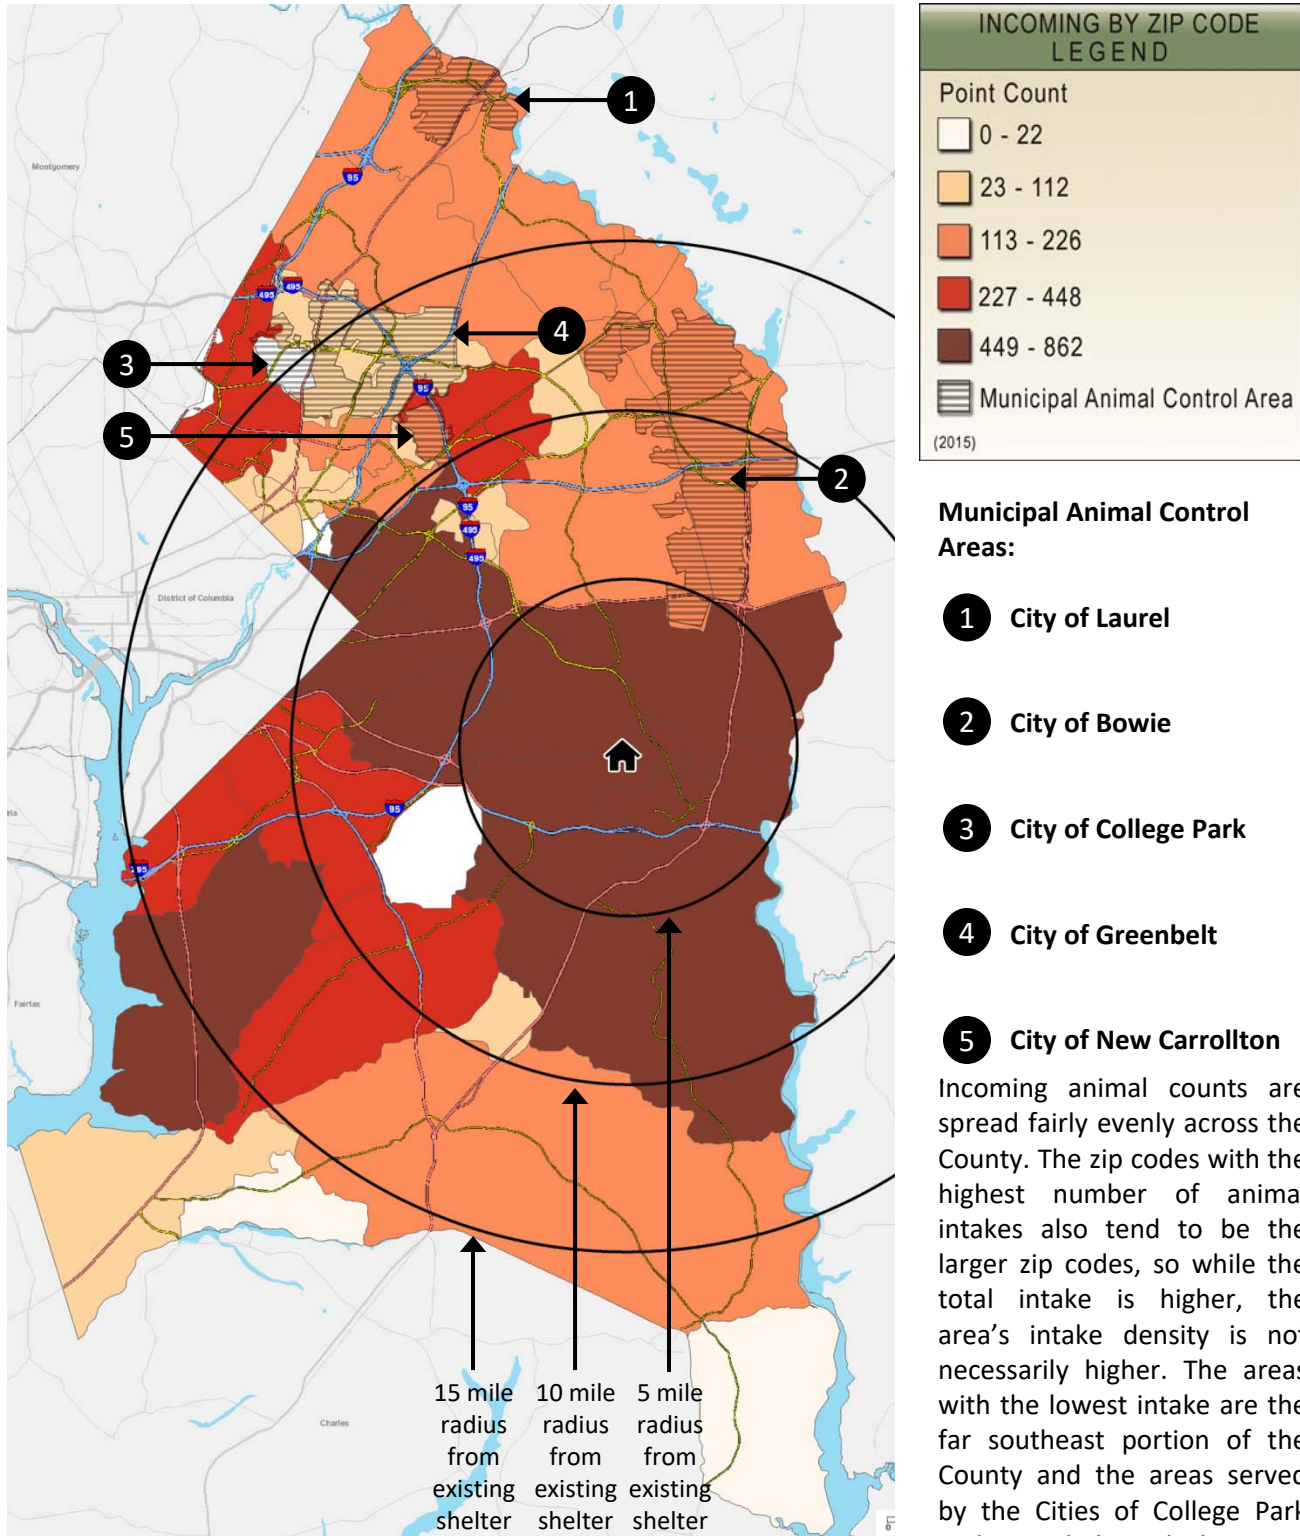 INCOMING BY ZIP CODE
LEGEND
Point Count
0 - 22
23 - 112
113 - 226
227 - 448
449 - 862
Municipal Animal Control Area
(2015)
Municipal Animal Control
Areas:
1 City of Laurel
2 City of Bowie
3 City of College Park
4 City of Greenbelt
5 City of New Carrollton
Incoming animal counts are
spread fairly evenly across the
County. The zip codes with the
highest number of anima
intakes also tend to be the
larger zip codes, so while the
total intake is higher, the
area's intake density is not
necessarily higher. The areas
with the lowest intake are the
far southeast portion of the
County and the areas served
by the Cities of College Park
1
Montgomery
95
495
495
4
3
95
5
2
95
495
495
District of Columbia
95
295
Fairfax
15 mile
radius
from
existing
shelter
10 mile
radius
from
existing
shelter
5 mile
radius
from
existing
shelter
Charles